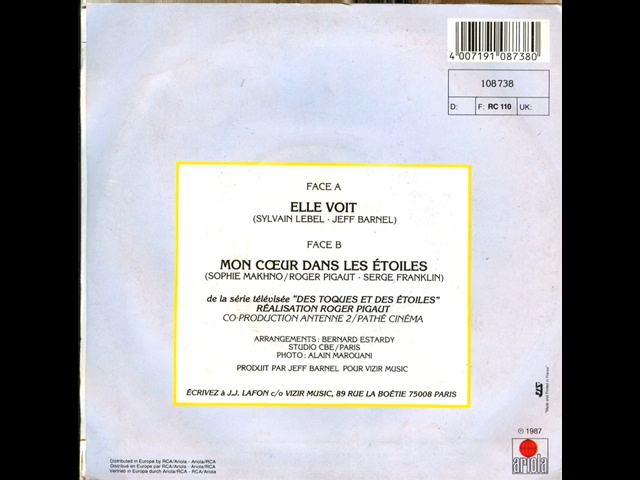 4 007191 087380
108738
D: F: RC 110 UK:
FACE A
ELLE VOIT
(SYLVAIN LEBEL · JEFF BARNEL)
FACE B
MON CŒUR DANS LES ÉTOILES
(SOPHIE MAKHNO/ROGER PIGAUT · SERGE FRANKLIN)
de la série télévisée "DES TOQUES ET DES ÉTOILES"
RÉALISATION ROGER PIGAUT
CO-PRODUCTION ANTENNE 2/PATHÉ CINÉMA
ARRANGEMENTS : BERNARD ESTARDY
STUDIO CBE/PARIS
PHOTO : ALAIN MAROUANI
PRODUIT PAR JEFF BARNEL POUR VIZIR MUSIC
ÉCRIVEZ à J.J. LAFON c/o VIZIR MUSIC, 89 RUE LA BOÉTIE 75008 PARIS
℗ 1987
ariola
Distributed in Europe by RCA/Ariola - Ariola/RCA
Distribué en Europe par RCA/Ariola - Ariola/RCA
Vertrieb in Europa durch Ariola/RCA - RCA/Ariola